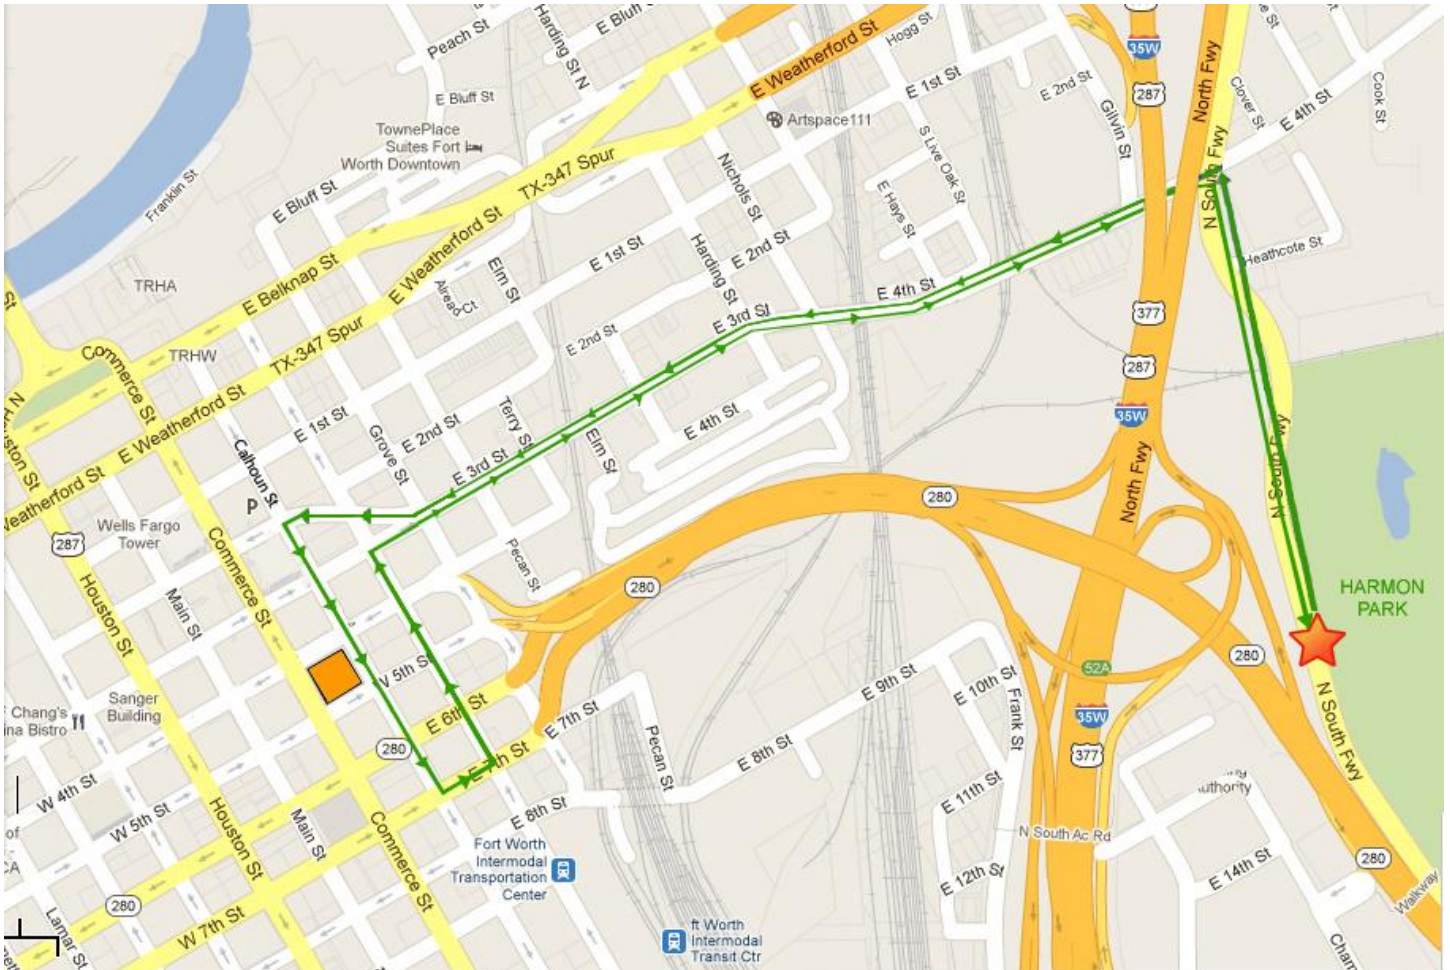 Peach St
Harding St N
E Bluff St
35W
North Fwy
E Weatherford St
Hogg St
E 1st St
E 2nd St
287
Gilvin St
Clover St
E 4th St
Cook St
E Bluff St
TownePlace
Suites Fort
Worth Downtown
Artspace111
S Live Oak St
Franklin St
E Bluff St
TX-347 Spur
Nichols St
E Hays St
N South Fwy
Heathcote St
TRHA
E Belknap St
E Weatherford St
Elm St
E 1st St
E 2nd St
Harding St
E 4th St
E 3rd St
377
Commerce St
TRHW
TX-347 Spur
E 2nd St
287
35W
E Weatherford St
E 1st St
Grove St
E 2nd St
Terry St
E 4th St
Calhoun St
E 3rd St
Elm St
North Fwy
N South Fwy
280
P
Wells Fargo
Tower
287
Commerce St
Pecan St
280
Houston St
Main St
HARMON
PARK
W 5th St
280
52A
Sanger
Building
Chang's
ina Bistro
E 6th St
E 9th St
E 10th St
Frank St
35W
N South Fwy
280
E 7th St
E 7th St
Pecan St
E 8th St
377
W 4th St
W 5th St
Houston St
Main St
Commerce St
E 8th St
E 11th St
uthority
N South Ac Rd
of
CA
Fort Worth
Intermodal
Transportation
Center
E 12th St
E 14th St
280
Walkway
280
W 7th St
Lamar St
ft Worth
Intermodal
Transit Ctr
Cham